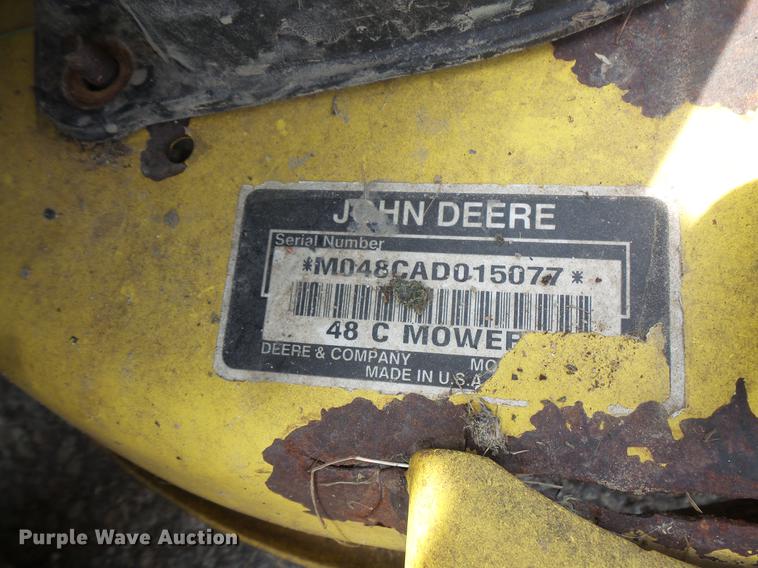 JOHN DEERE
Serial Number
*M048CAD015077*
48 C MOWER
DEERE & COMPANY
MADE IN U.S.A.
Purple Wave Auction